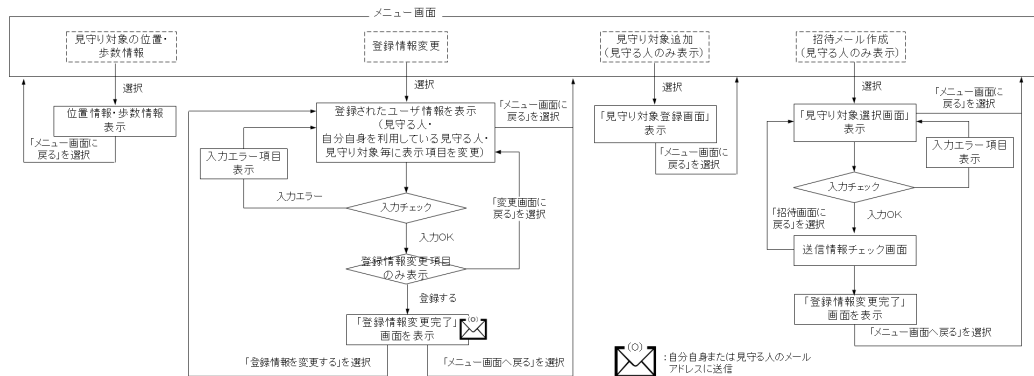 メニュー画面
見守り対象の位置・
歩数情報
選択
位置情報・歩数情報
表示
「メニュー画面に
戻る」を選択
登録情報変更
選択
登録されたユーザ情報を表示
(見守る人・
自分自身を利用している見守る人・
見守り対象毎に表示項目を変更)
「メニュー画面に
戻る」を選択
入力エラー項目
表示
入力エラー
入力チェック
「変更画面に
戻る」を選択
入力OK
登録情報変更項目
のみ表示
登録する
「登録情報変更完了」
画面を表示
「登録情報を変更する」を選択
「メニュー画面へ戻る」を選択
見守り対象追加
(見守る人のみ表示)
選択
「見守り対象登録画面」
表示
「メニュー画面に
戻る」を選択
招待メール作成
(見守る人のみ表示)
選択
「メニュー画面に
戻る」を選択
「見守り対象選択画面」
表示
入力エラー項目
表示
入力チェック
「招待画面に
戻る」を選択
入力OK
送信情報チェック画面
「登録情報変更完了」
画面を表示
「メニュー画面へ戻る」を選択
:自分自身または見守る人のメール
アドレスに送信